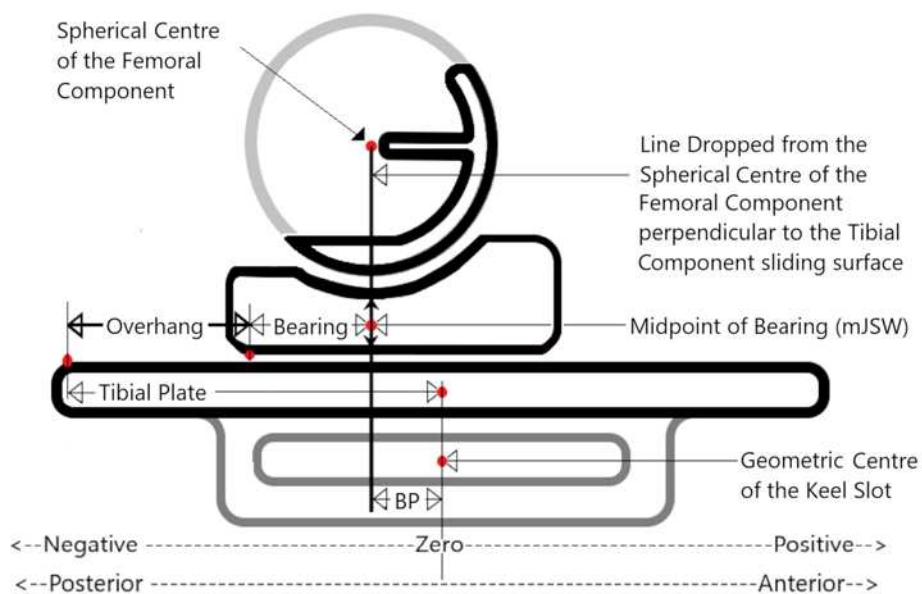 Spherical Centre
of the Femoral
Component
Line Dropped from the
Spherical Centre of the
Femoral Component
perpendicular to the Tibial
Component sliding surface
Overhang
Bearing
Midpoint of Bearing (mJSW)
Tibial Plate
Geometric Centre
of the Keel Slot
BP
<--Negative ------------------------------Zero------------------------------Positive-->
<--Posterior ------------------------------------------------------------Anterior-->